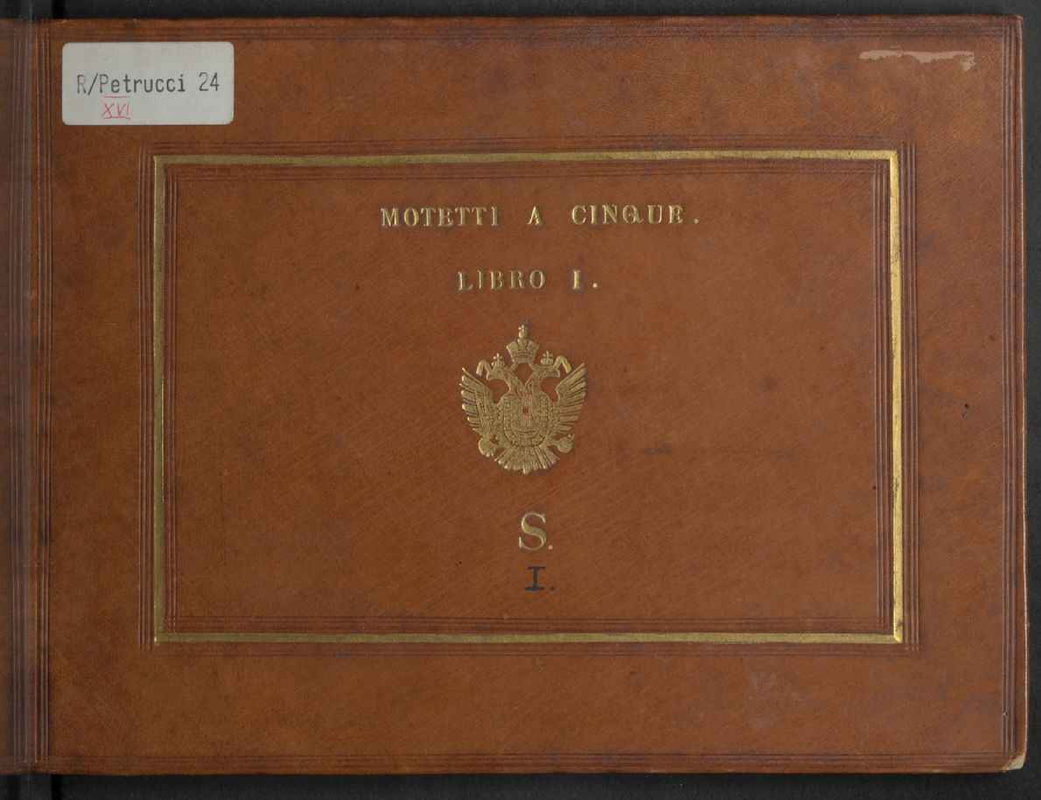 R/Petrucci 24
XVI
MOTETTI A CINQUE.
LIBRO I.
S.
I.